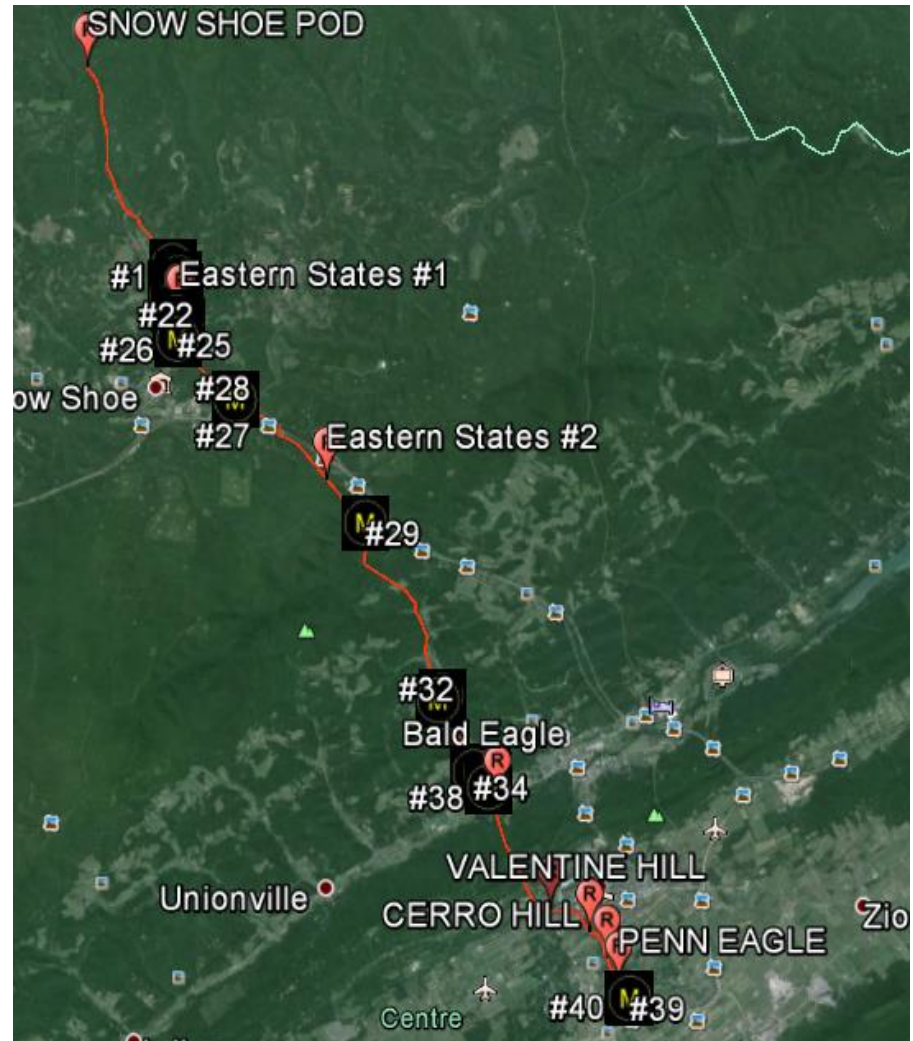 SNOW SHOE POD
#1
Eastern States #1
#22
#26
M
#25
ow Shoe
#28
#27
Eastern States #2
M
#29
#32
Bald Eagle
R
#38
#34
VALENTINE HILL
Unionville
R
CERRO HILL
R
Zio
PENN EAGLE
#40
M
#39
Centre